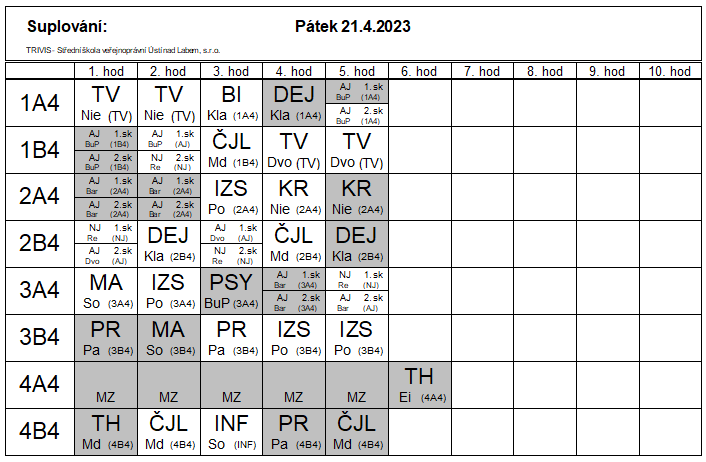 Suplování: Pátek 21.4.2023
TRIVIS - Střední škola veřejnoprávní Ústí nad Labem, s.r.o.
1. hod 2. hod 3. hod 4. hod 5. hod 6. hod 7. hod 8. hod 9. hod 10. hod
1A4 TV TV BI DEJ AJ 1.sk
BuP (1A4)
Nie (TV) Nie (TV) Kla (1A4) Kla (1A4) AJ 2.sk
BuP (1A4)
1B4 AJ 1.sk AJ 1.sk ČJL TV TV
BuP (1B4) BuP (AJ)
AJ 2.sk NJ 2.sk Md (1B4) Dvo (TV) Dvo (TV)
BuP (1B4) Re (NJ)
2A4 AJ 1.sk AJ 1.sk IZS KR KR
Bar (2A4) Bar (2A4)
AJ 2.sk AJ 2.sk Po (2A4) Nie (2A4) Nie (2A4)
Bar (2A4) Bar (2A4)
2B4 NJ 1.sk DEJ AJ 1.sk ČJL DEJ
Re (NJ) Dvo (AJ)
AJ 2.sk Kla (2B4) NJ 2.sk Md (2B4) Kla (2B4)
Dvo (AJ) Re (NJ)
3A4 MA IZS PSY AJ 1.sk NJ 1.sk
Bar (3A4) Re (NJ)
So (3A4) Po (3A4) BuP (3A4) AJ 2.sk AJ 2.sk
Bar (3A4) Bar (AJ)
3B4 PR MA PR IZS IZS
Pa (3B4) So (3B4) Pa (3B4) Po (3B4) Po (3B4)
4A4 TH
MZ MZ MZ MZ MZ Ei (4A4)
4B4 TH ČJL INF PR ČJL
Md (4B4) Md (4B4) So (INF) Pa (4B4) Md (4B4)